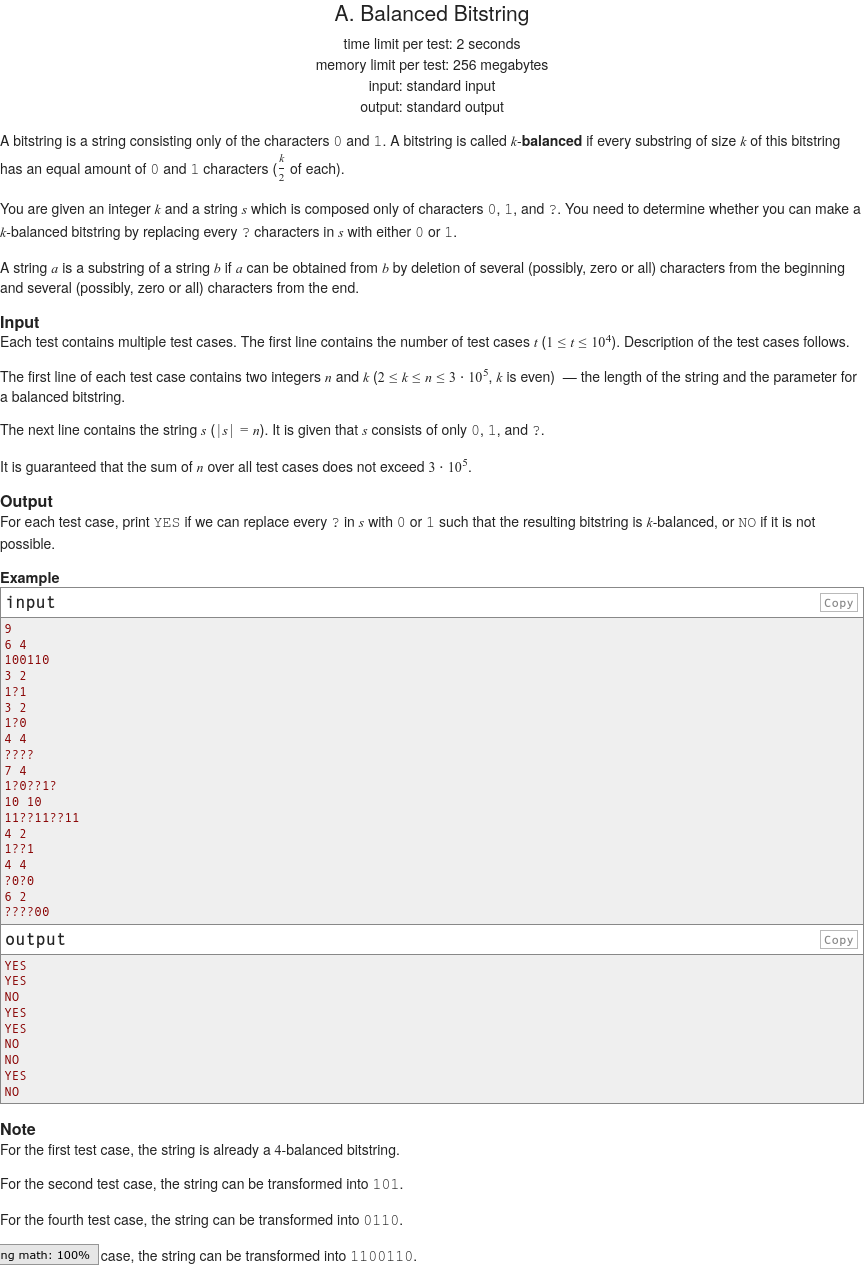 A. Balanced Bitstring
time limit per test: 2 seconds
memory limit per test: 256 megabytes
input: standard input
output: standard output
A bitstring is a string consisting only of the characters 0 and 1. A bitstring is called k-balanced if every substring of size k of this bitstring
has an equal amount of 0 and 1 characters (k/2 of each).
You are given an integer k and a string s which is composed only of characters 0, 1, and ?. You need to determine whether you can make a
k-balanced bitstring by replacing every ? characters in s with either 0 or 1.
A string a is a substring of a string b if a can be obtained from b by deletion of several (possibly, zero or all) characters from the beginning
and several (possibly, zero or all) characters from the end.
Input
Each test contains multiple test cases. The first line contains the number of test cases t (1 ≤ t ≤ 10⁴). Description of the test cases follows.
The first line of each test case contains two integers n and k (2 ≤ k ≤ n ≤ 3 · 10⁵, k is even) — the length of the string and the parameter for
a balanced bitstring.
The next line contains the string s (|s| = n). It is given that s consists of only 0, 1, and ?.
It is guaranteed that the sum of n over all test cases does not exceed 3 · 10⁵.
Output
For each test case, print YES if we can replace every ? in s with 0 or 1 such that the resulting bitstring is k-balanced, or NO if it is not
possible.
Example
input Copy
9
6 4
100110
3 2
1?1
3 2
1?0
4 4
????
7 4
1?0??1?
10 10
11??11??11
4 2
1??1
4 4
?0?0
6 2
????00
output Copy
YES
YES
NO
YES
YES
NO
NO
YES
NO
Note
For the first test case, the string is already a 4-balanced bitstring.
For the second test case, the string can be transformed into 101.
For the fourth test case, the string can be transformed into 0110.
ng math: 100% case, the string can be transformed into 1100110.